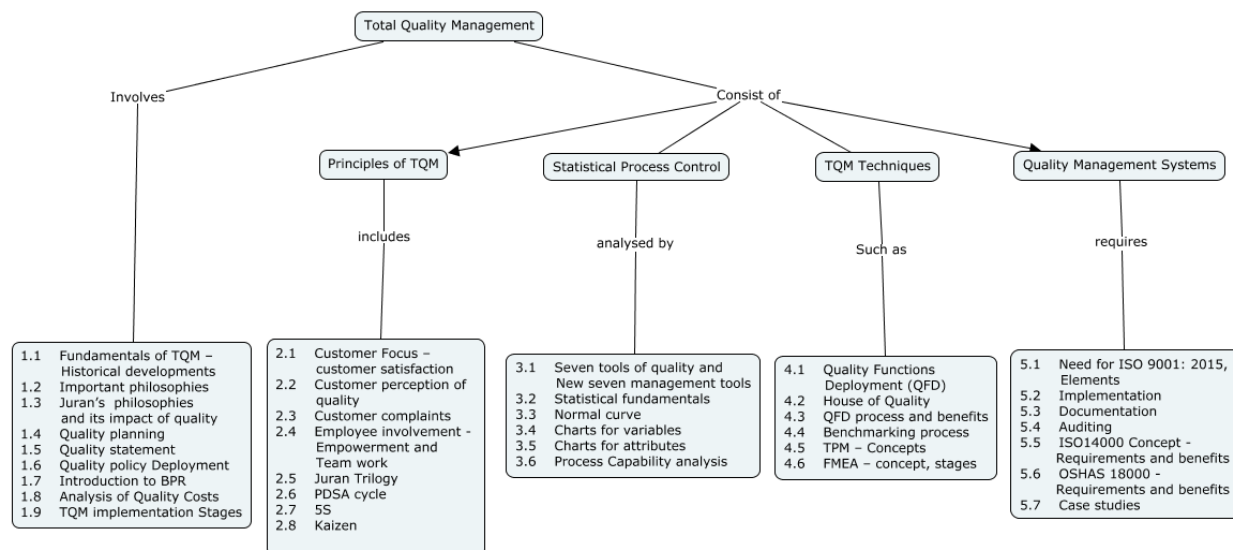 Total Quality Management
Involves
Consist of
Principles of TQM
Statistical Process Control
TQM Techniques
Quality Management Systems
includes
analysed by
Such as
requires
1.1 Fundamentals of TQM –
Historical developments
1.2 Important philosophies
1.3 Juran's philosophies
and its impact of quality
1.4 Quality planning
1.5 Quality statement
1.6 Quality policy Deployment
1.7 Introduction to BPR
1.8 Analysis of Quality Costs
1.9 TQM implementation Stages
2.1 Customer Focus –
customer satisfaction
2.2 Customer perception of
quality
2.3 Customer complaints
2.4 Employee involvement -
Empowerment and
Team work
2.5 Juran Trilogy
2.6 PDSA cycle
2.7 5S
2.8 Kaizen
3.1 Seven tools of quality and
New seven management tools
3.2 Statistical fundamentals
3.3 Normal curve
3.4 Charts for variables
3.5 Charts for attributes
3.6 Process Capability analysis
4.1 Quality Functions
Deployment (QFD)
4.2 House of Quality
4.3 QFD process and benefits
4.4 Benchmarking process
4.5 TPM – Concepts
4.6 FMEA – concept, stages
5.1 Need for ISO 9001: 2015,
Elements
5.2 Implementation
5.3 Documentation
5.4 Auditing
5.5 ISO14000 Concept -
Requirements and benefits
5.6 OSHAS 18000 -
Requirements and benefits
5.7 Case studies